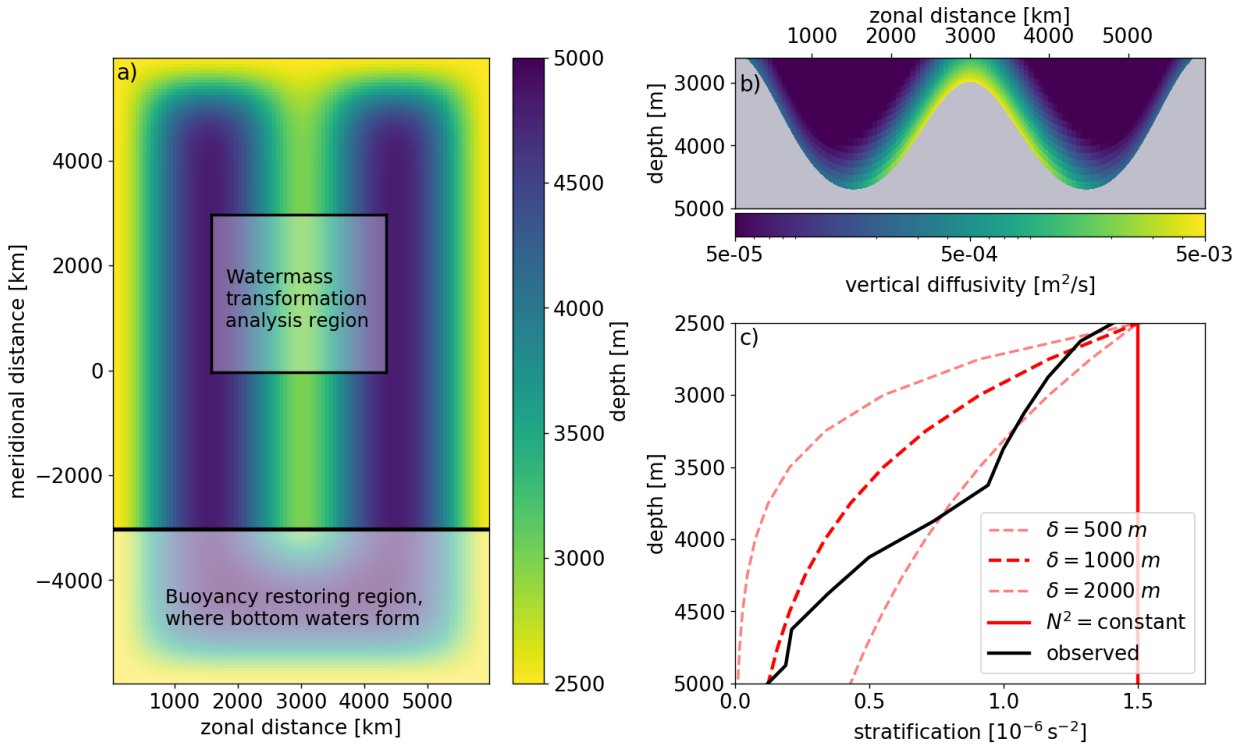 a)
4000
2000
0
−2000
−4000
meridional distance [km]
1000 2000 3000 4000 5000
zonal distance [km]
Watermass
transformation
analysis region
Buoyancy restoring region,
where bottom waters form
5000
4500
4000
3500
3000
2500
depth [m]
zonal distance [km]
1000 2000 3000 4000 5000
b)
3000
4000
5000
depth [m]
5e-05 5e-04 5e-03
vertical diffusivity [m²/s]
c)
2500
3000
3500
4000
4500
5000
depth [m]
δ = 500 m
δ = 1000 m
δ = 2000 m
N² = constant
observed
0.0 0.5 1.0 1.5
stratification [10⁻⁶ s⁻²]